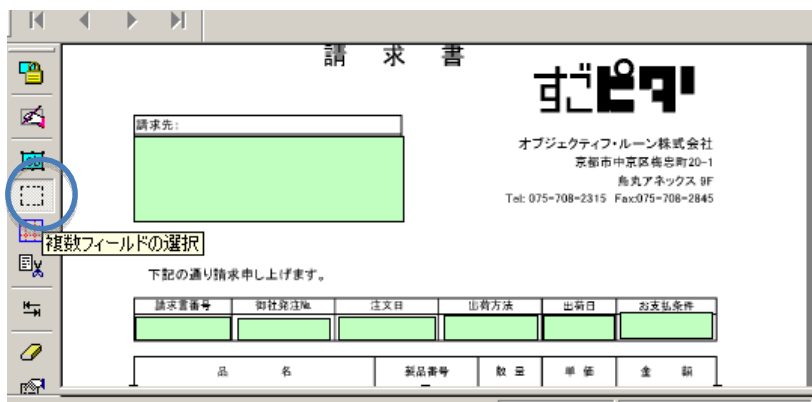 請 求 書
すごピタ!
請求先:
オブジェクティフ・ルーン株式会社
京都市中京区梅忠町20-1
烏丸アネックス 9F
Tel: 075-708-2315 Fax:075-708-2845
複数フィールドの選択
下記の通り請求申し上げます。
請求書番号 御社発注№ 注文日 出荷方法 出荷日 お支払条件
品 名 製品番号 数 量 単 価 金 額